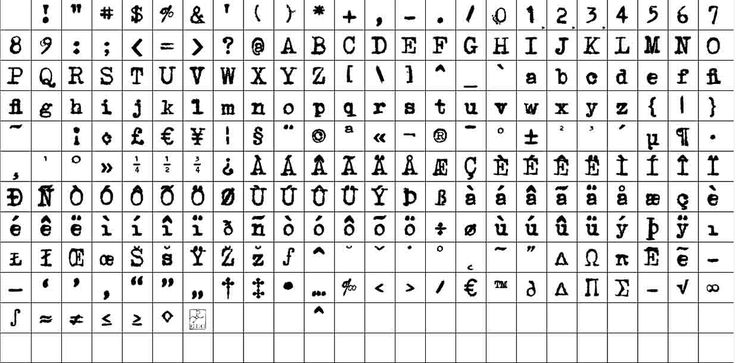 ! " # $ % & ' ( ) * + , - . / 0 1 2 3 4 5 6 7
8 9 : ; < = > ? @ A B C D E F G H I J K L M N O
P Q R S T U V W X Y Z [ \ ] ^ _ ` a b c d e f fi
fl g h i j k l m n o p q r s t u v w x y z { | }
~ ¡ ¢ £ € ¥ ¦ § ¨ © ª « ¬ ® ¯ ° ± ² ³ ´ µ ¶ ·
¸ ¹ º » ¼ ½ ¾ ¿ À Á Â Ã Ä Å Æ Ç È É Ê Ë Ì Í Î Ï
Ð Ñ Ò Ó Ô Õ Ö Ø Ù Ú Û Ü Ý Þ ß à á â ã ä å æ ç è
é ê ë ì í î ï ð ñ ò ó ô õ ö ÷ ø ù ú û ü ý þ ÿ ı
Ł ł Œ œ Š š Ÿ Ž ž ƒ ˆ ˇ ˘ ˙ ˚ ˛ ˜ ˝ Δ Ω π –
— ‘ ’ ‚ “ ” „ † ‡ • … ‰ ‹ › ⁄ € ™ ∂ ∆ ∏ ∑ − √ ∞
∫ ≈ ≠ ≤ ≥ ◊ ^